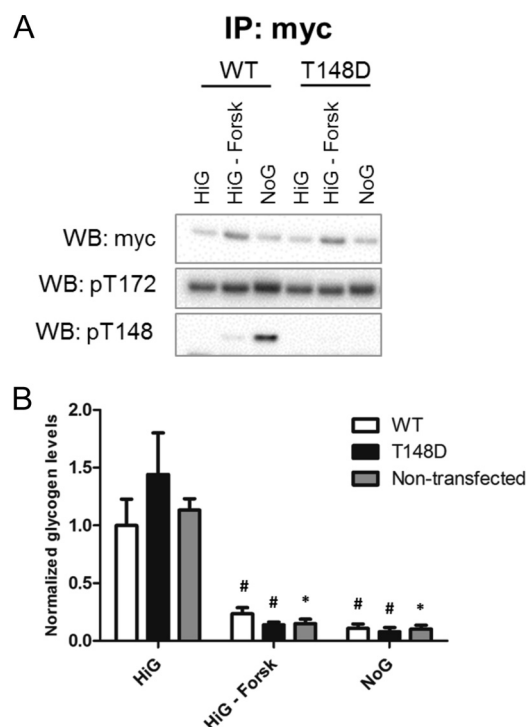 A
IP: myc
WT T148D
HiG HiG - Forsk NoG HiG HiG - Forsk NoG
WB: myc
WB: pT172
WB: pT148
B
Normalized glycogen levels
2.0
1.5
1.0
0.5
0.0
WT
T148D
Non-transfected
# # * # # *
HiG HiG - Forsk NoG